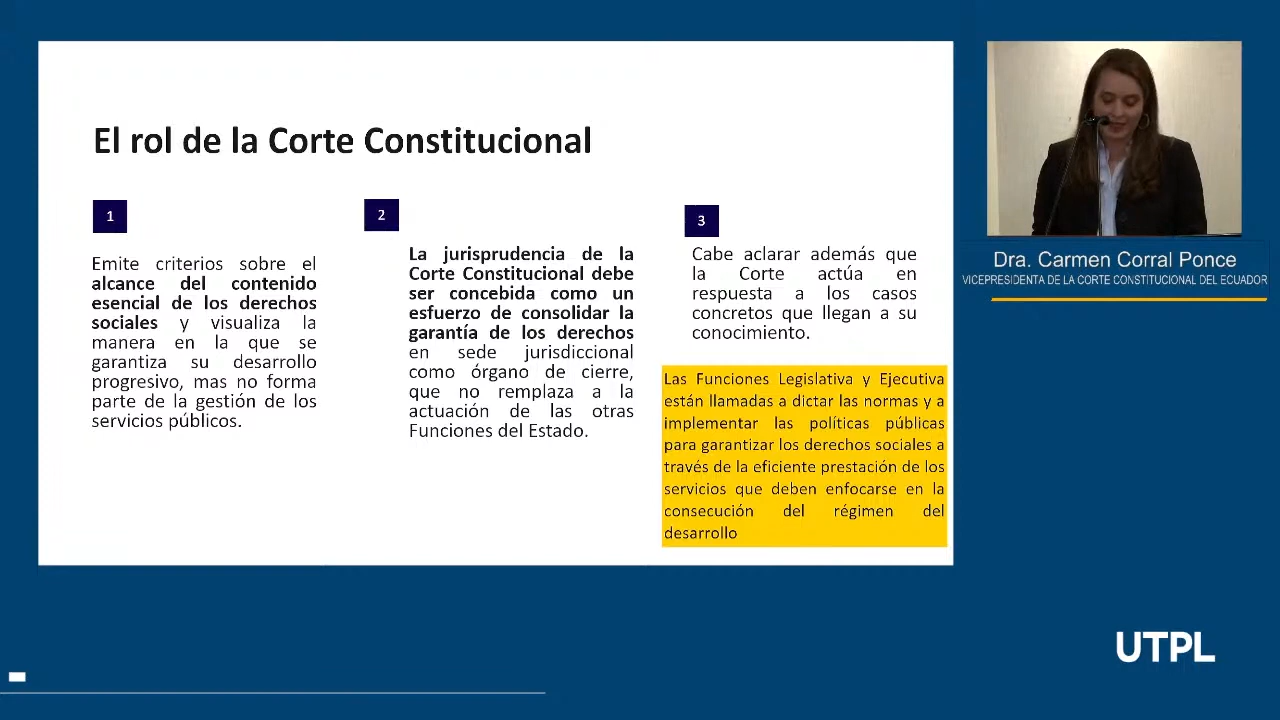 El rol de la Corte Constitucional
1
Emite criterios sobre el
alcance del contenido
esencial de los derechos
sociales y visualiza la
manera en la que se
garantiza su desarrollo
progresivo, mas no forma
parte de la gestión de los
servicios públicos.
2
La jurisprudencia de la
Corte Constitucional debe
ser concebida como un
esfuerzo de consolidar la
garantía de los derechos
en sede jurisdiccional
como órgano de cierre,
que no remplaza a la
actuación de las otras
Funciones del Estado.
3
Cabe aclarar además que
la Corte actúa en
respuesta a los casos
concretos que llegan a su
conocimiento.
Las Funciones Legislativa y Ejecutiva
están llamadas a dictar las normas y a
implementar las políticas públicas
para garantizar los derechos sociales a
través de la eficiente prestación de los
servicios que deben enfocarse en la
consecución del régimen del
desarrollo
Dra. Carmen Corral Ponce
VICEPRESIDENTA DE LA CORTE CONSTITUCIONAL DEL ECUADOR
UTPL